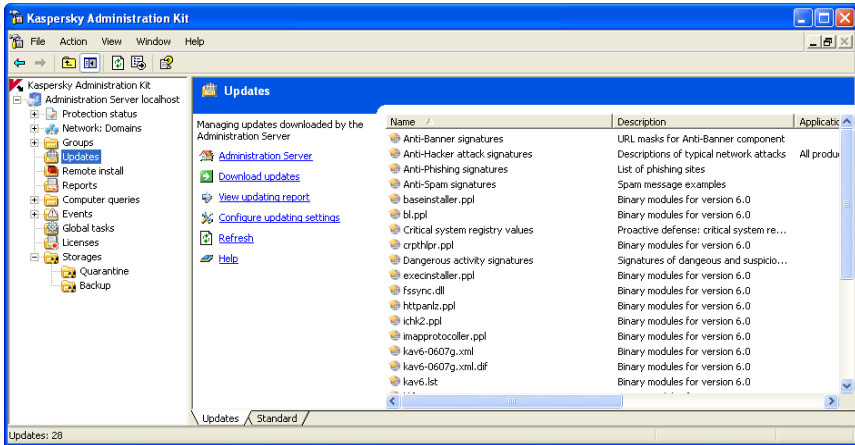 Kaspersky Administration Kit
File Action View Window Help
Kaspersky Administration Kit
Administration Server localhost
Protection status
Network: Domains
Groups
Updates
Remote install
Reports
Computer queries
Events
Global tasks
Licenses
Storages
Quarantine
Backup
Updates
Managing updates downloaded by the
Administration Server
Administration Server
Download updates
View updating report
Configure updating settings
Refresh
Help
Name Description Applicatic
Anti-Banner signatures URL masks for Anti-Banner component
Anti-Hacker attack signatures Descriptions of typical network attacks All produ
Anti-Phishing signatures List of phishing sites
Anti-Spam signatures Spam message examples
baseinstaller.ppl Binary modules for version 6.0
bl.ppl Binary modules for version 6.0
Critical system registry values Proactive defense: critical system re...
crpthlpr.ppl Binary modules for version 6.0
Dangerous activity signatures Signatures of dangeous and suspicio...
execinstaller.ppl Binary modules for version 6.0
fssync.dll Binary modules for version 6.0
httpanlz.ppl Binary modules for version 6.0
ichk2.ppl Binary modules for version 6.0
imapprotocoller.ppl Binary modules for version 6.0
kav6-0607g.xml Binary modules for version 6.0
kav6-0607g.xml.dif Binary modules for version 6.0
kav6.lst Binary modules for version 6.0
Updates Standard
Updates: 28